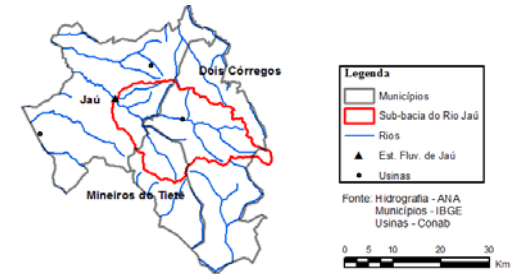 Dois Córregos
Jaú
Mineiros do Tietê
Legenda
Municípios
Sub-bacia do Rio Jaú
Rios
Est. Fluv. de Jaú
Usinas
Fonte: Hidrografia - ANA
Municípios - IBGE
Usinas - Conab
0 5 10 20 30
Km